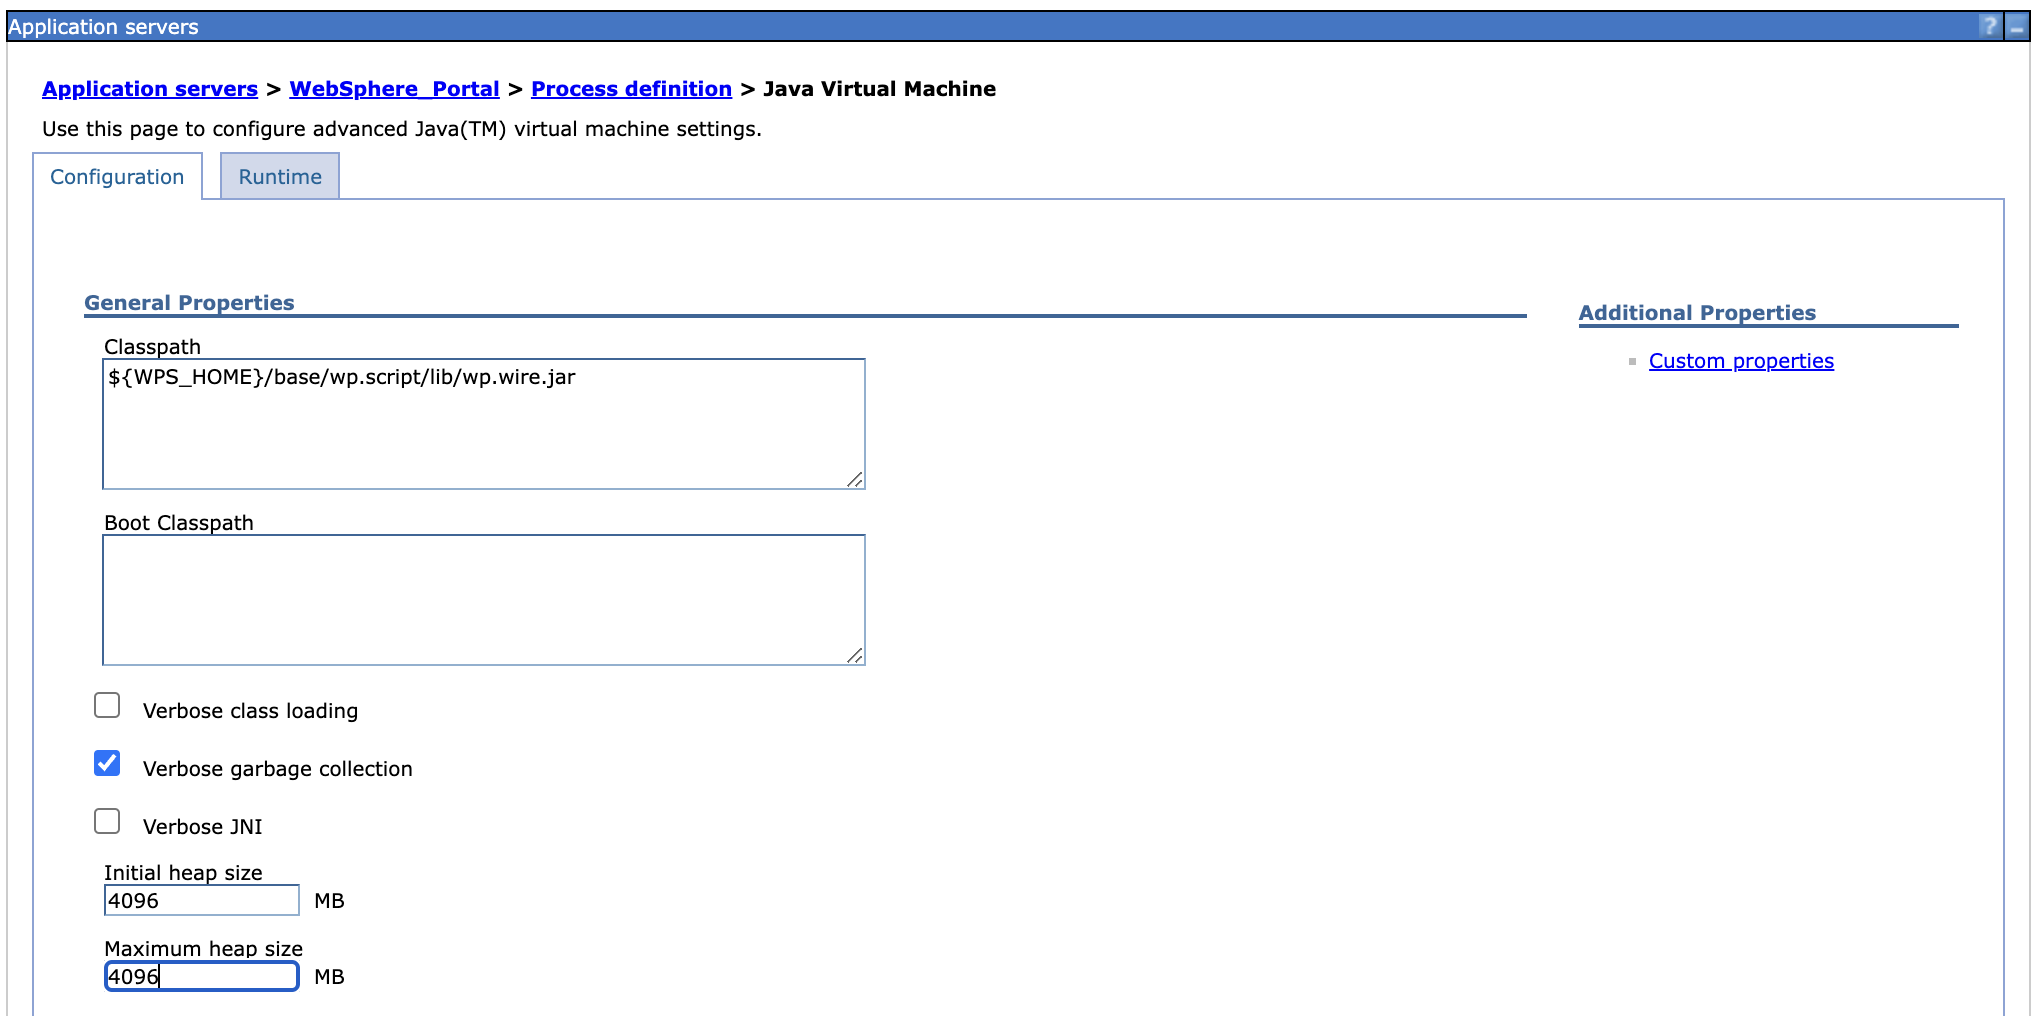 Application servers
?
Application servers > WebSphere_Portal > Process definition > Java Virtual Machine
Use this page to configure advanced Java(TM) virtual machine settings.
Configuration
Runtime
General Properties
Classpath
${WPS_HOME}/base/wp.script/lib/wp.wire.jar
Boot Classpath
Verbose class loading
Verbose garbage collection
Verbose JNI
Initial heap size
4096 MB
Maximum heap size
4096 MB
Additional Properties
Custom properties